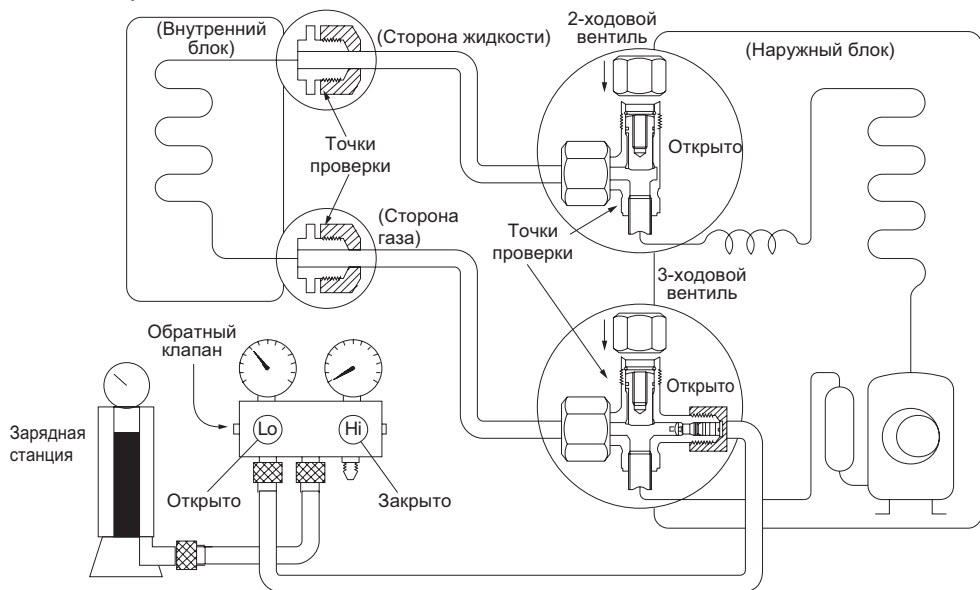 (Внутренний
блок)
(Сторона жидкости)
2-ходовой
вентиль
(Наружный блок)
Открыто
Точки
проверки
(Сторона
газа)
Точки
проверки
3-ходовой
вентиль
Обратный
клапан
Открыто
Зарядная
станция
Lo
Hi
Открыто
Закрыто